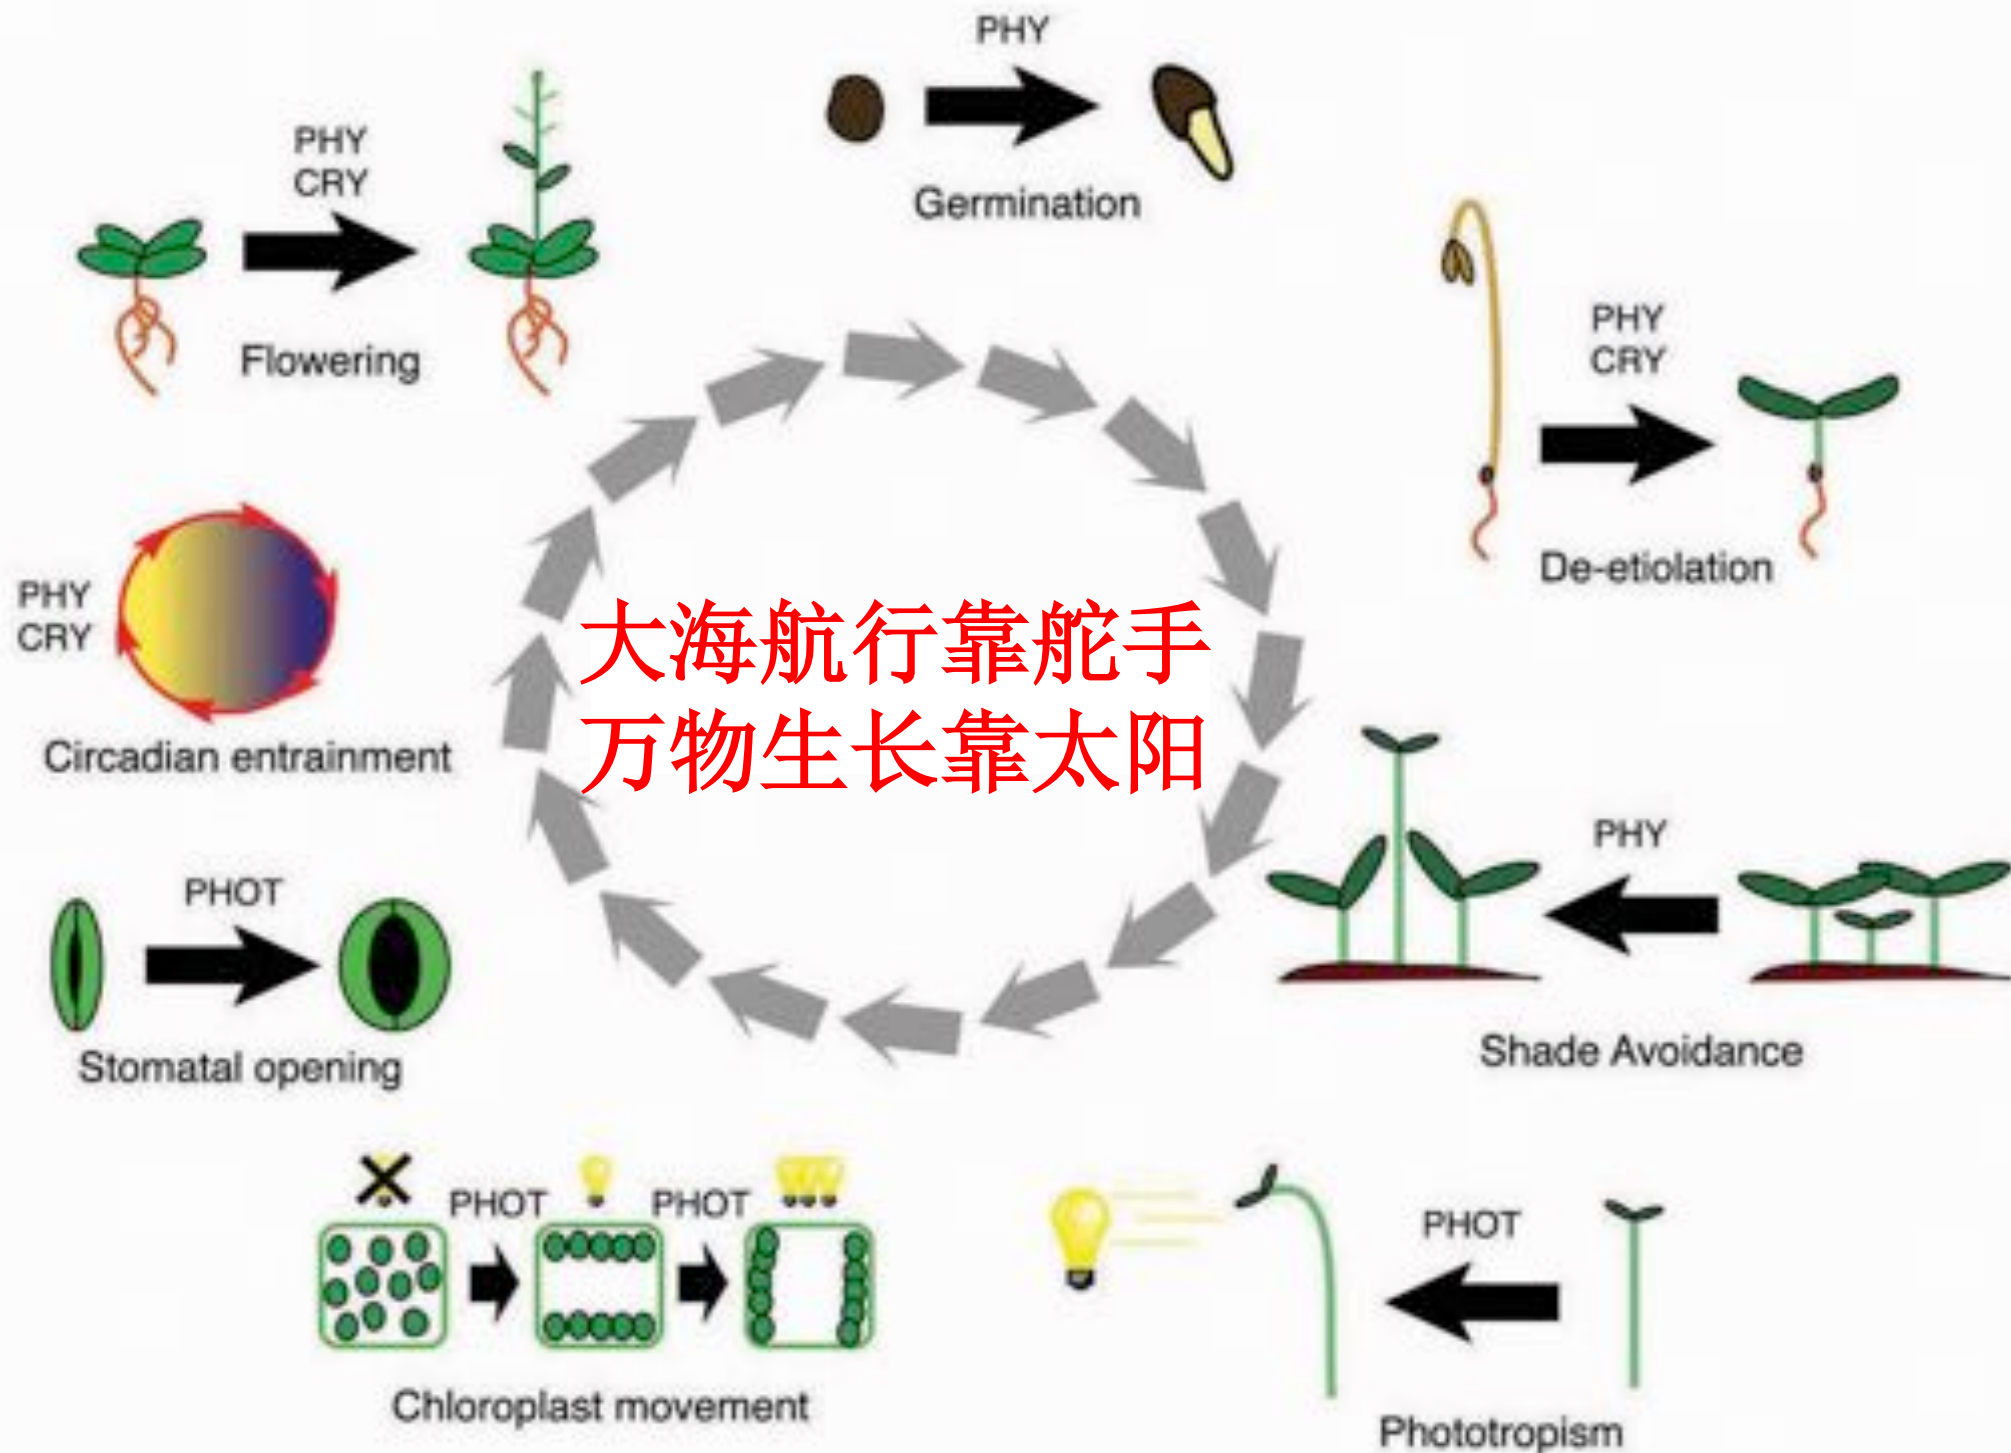 PHY
Germination
PHY
CRY
Flowering
PHY
CRY
De-etiolation
PHY
CRY
Circadian entrainment
大海航行靠舵手
万物生长靠太阳
PHY
Shade Avoidance
PHOT
Stomatal opening
PHOT
PHOT
Chloroplast movement
PHOT
Phototropism